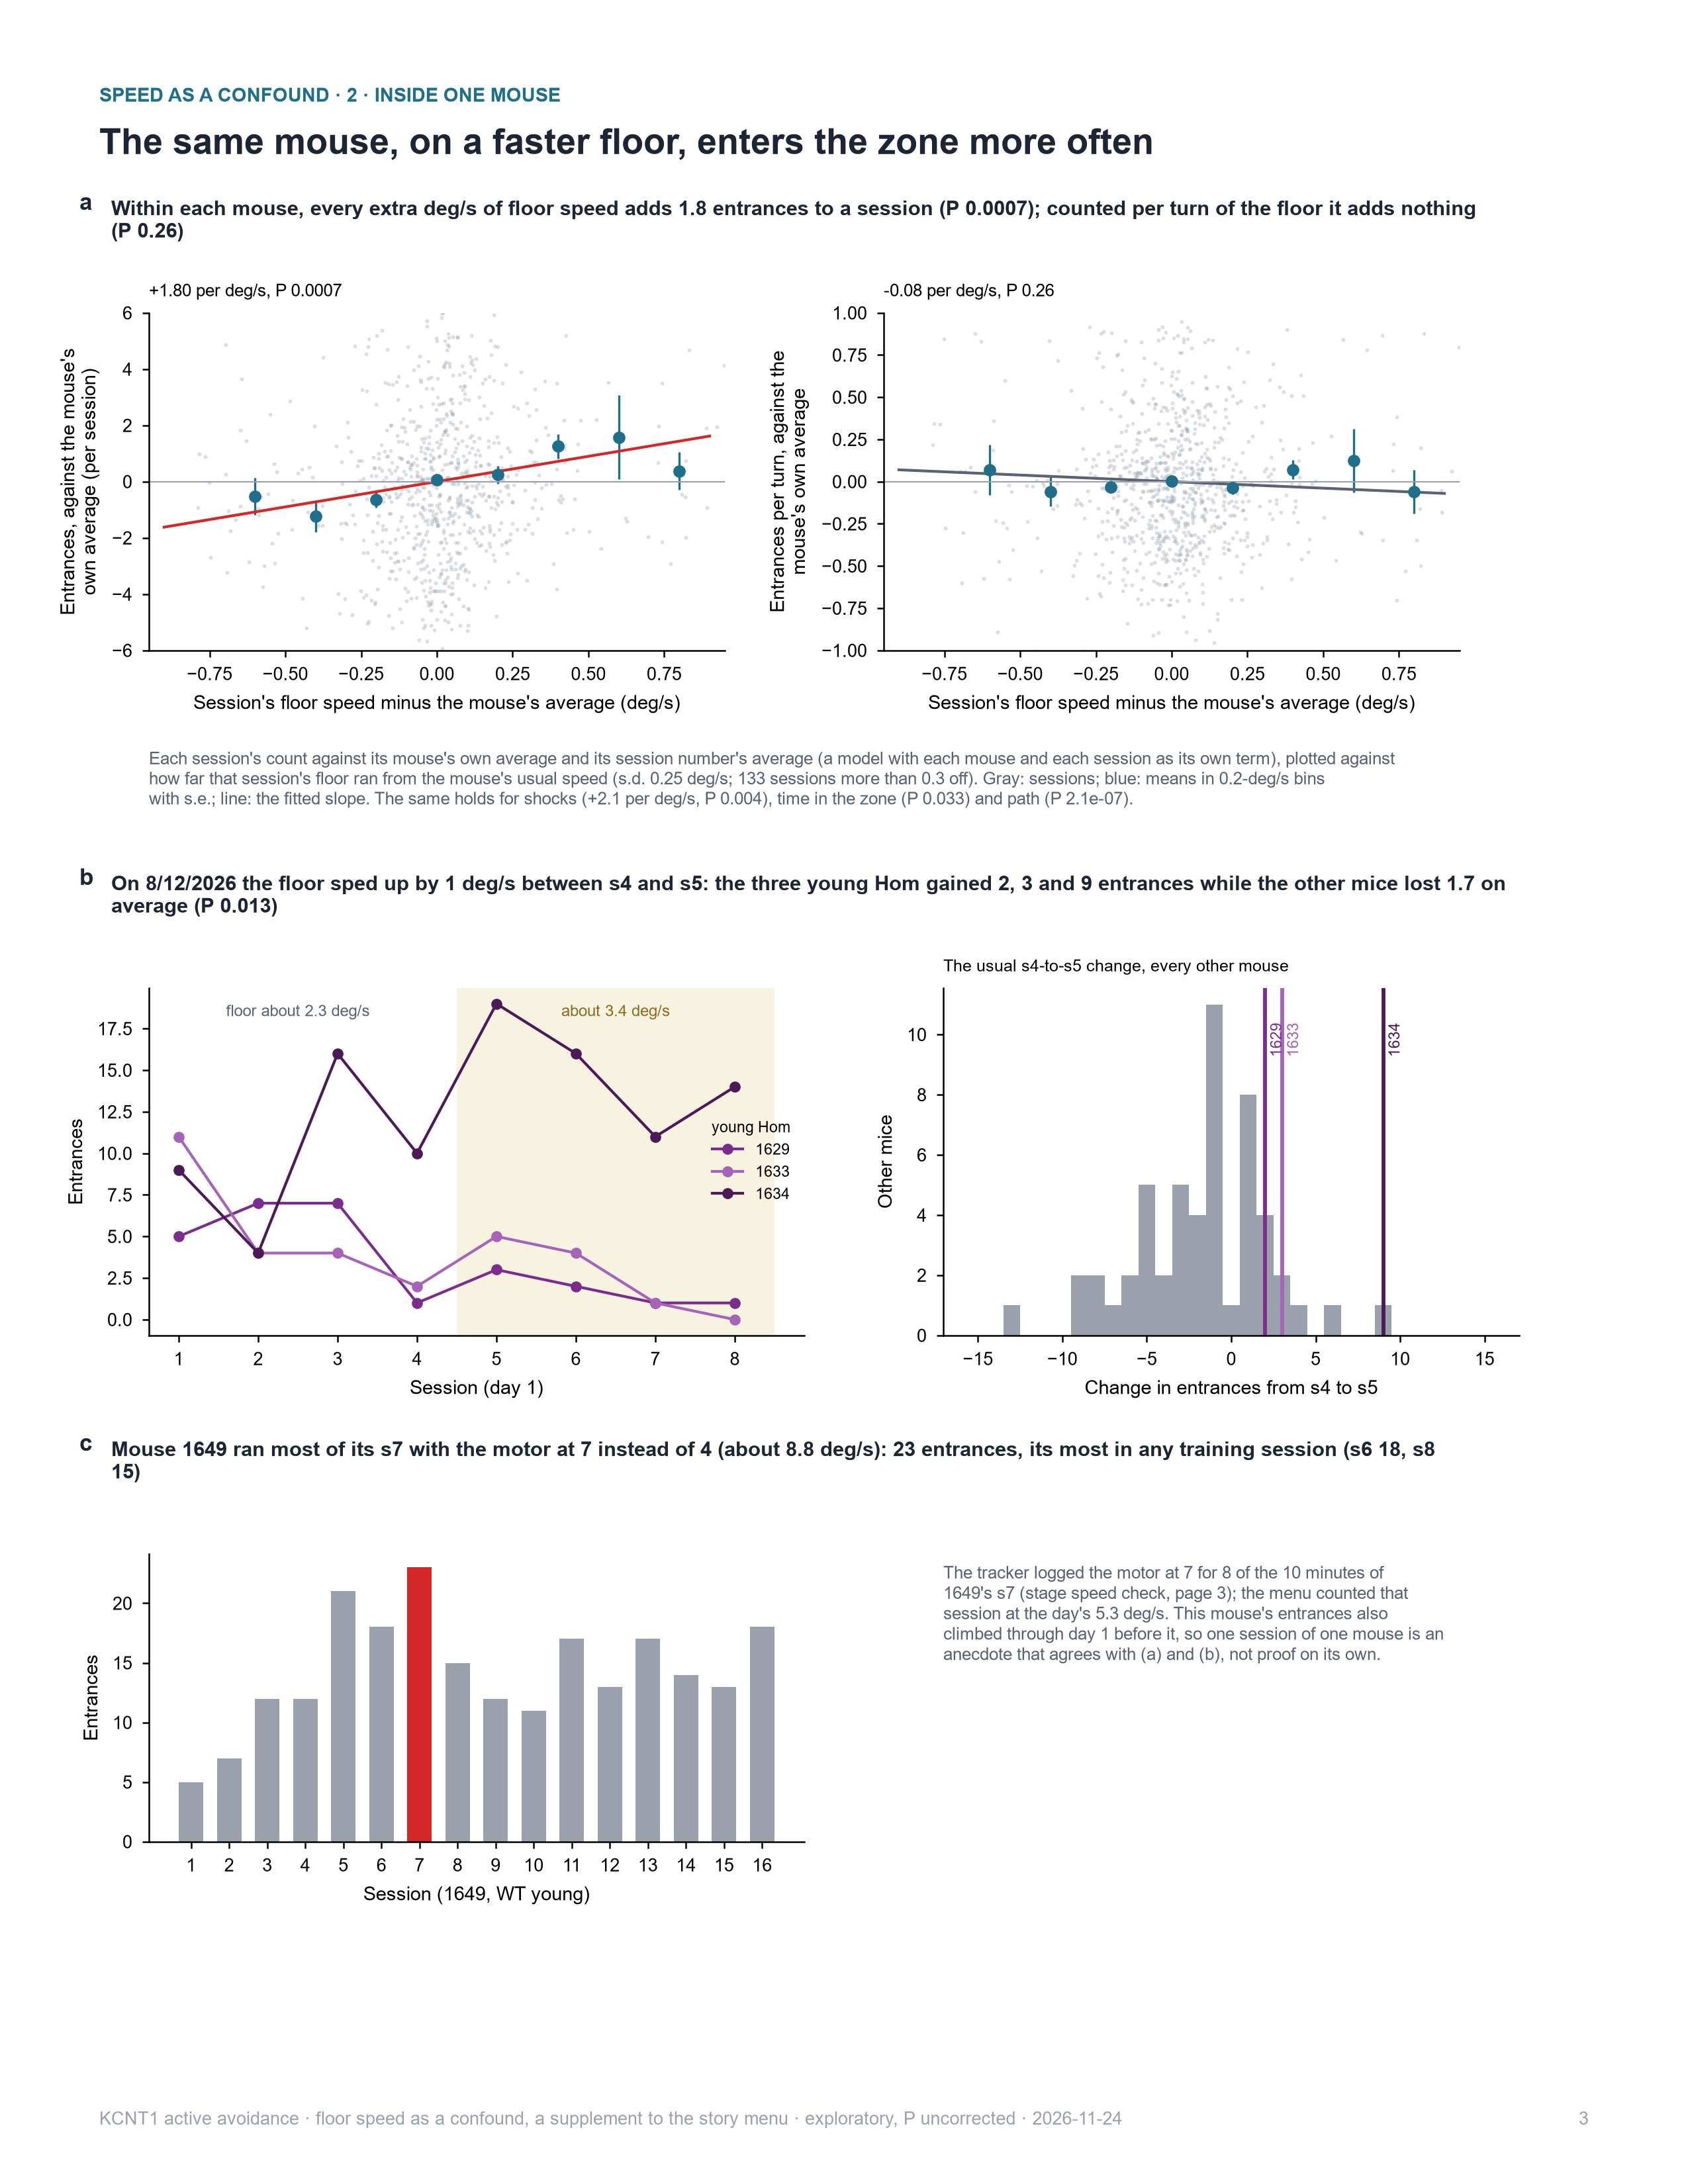 SPEED AS A CONFOUND · 2 · INSIDE ONE MOUSE
The same mouse, on a faster floor, enters the zone more often
a
Within each mouse, every extra deg/s of floor speed adds 1.8 entrances to a session (P 0.0007); counted per turn of the floor it adds nothing
(P 0.26)
+1.80 per deg/s, P 0.0007
6
4
2
0
−2
−4
−6
Entrances, against the mouse's
own average (per session)
−0.75 −0.50 −0.25 0.00 0.25 0.50 0.75
Session's floor speed minus the mouse's average (deg/s)
-0.08 per deg/s, P 0.26
1.00
0.75
0.50
0.25
0.00
−0.25
−0.50
−0.75
−1.00
Entrances per turn, against the
mouse's own average
−0.75 −0.50 −0.25 0.00 0.25 0.50 0.75
Session's floor speed minus the mouse's average (deg/s)
Each session's count against its mouse's own average and its session number's average (a model with each mouse and each session as its own term), plotted against
how far that session's floor ran from the mouse's usual speed (s.d. 0.25 deg/s; 133 sessions more than 0.3 off). Gray: sessions; blue: means in 0.2-deg/s bins
with s.e.; line: the fitted slope. The same holds for shocks (+2.1 per deg/s, P 0.004), time in the zone (P 0.033) and path (P 2.1e-07).
b
On 8/12/2026 the floor sped up by 1 deg/s between s4 and s5: the three young Hom gained 2, 3 and 9 entrances while the other mice lost 1.7 on
average (P 0.013)
floor about 2.3 deg/s
about 3.4 deg/s
17.5
15.0
12.5
10.0
7.5
5.0
2.5
0.0
Entrances
young Hom
1629
1633
1634
1 2 3 4 5 6 7 8
Session (day 1)
The usual s4-to-s5 change, every other mouse
10
8
6
4
2
0
Other mice
1629
1633
1634
−15 −10 −5 0 5 10 15
Change in entrances from s4 to s5
c
Mouse 1649 ran most of its s7 with the motor at 7 instead of 4 (about 8.8 deg/s): 23 entrances, its most in any training session (s6 18, s8
15)
20
15
10
5
0
Entrances
1 2 3 4 5 6 7 8 9 10 11 12 13 14 15 16
Session (1649, WT young)
The tracker logged the motor at 7 for 8 of the 10 minutes of
1649's s7 (stage speed check, page 3); the menu counted that
session at the day's 5.3 deg/s. This mouse's entrances also
climbed through day 1 before it, so one session of one mouse is an
anecdote that agrees with (a) and (b), not proof on its own.
KCNT1 active avoidance · floor speed as a confound, a supplement to the story menu · exploratory, P uncorrected · 2026-11-24
3